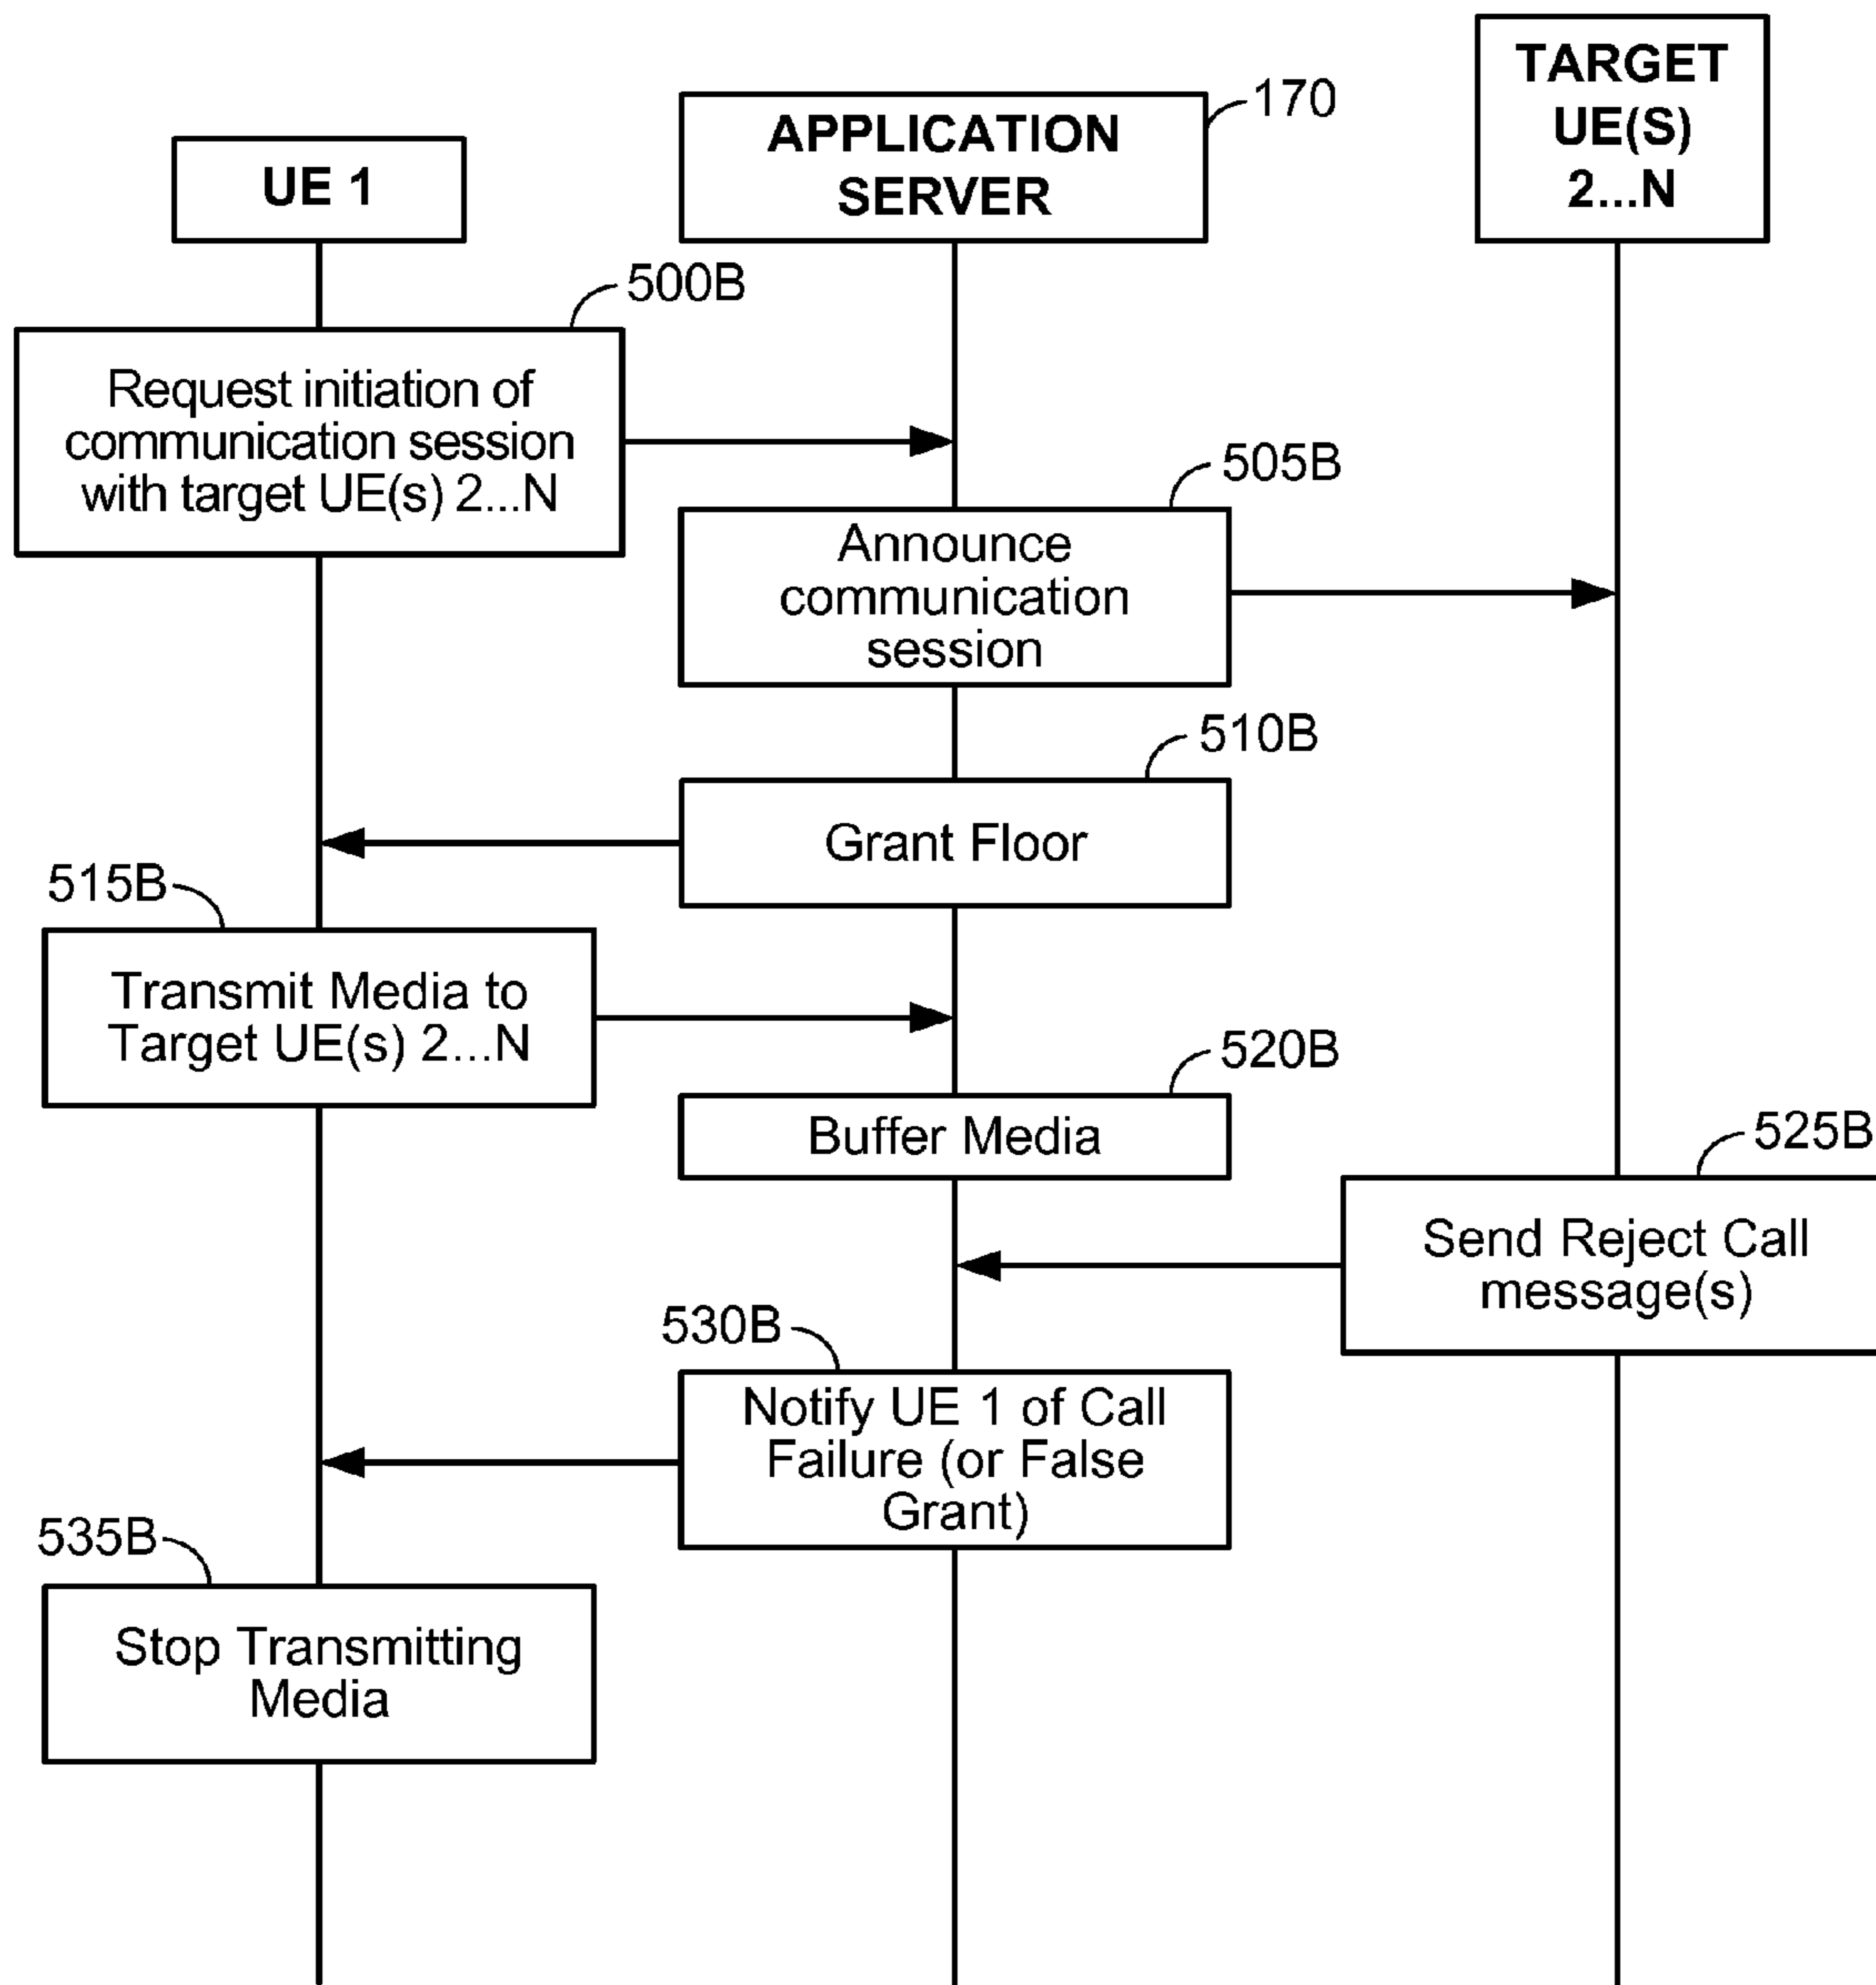 TARGET
UE(S)
2...N
170
APPLICATION
SERVER
UE 1
500B
Request initiation of
communication session
with target UE(s) 2...N
505B
Announce
communication
session
510B
Grant Floor
515B
Transmit Media to
Target UE(s) 2...N
520B
Buffer Media
525B
Send Reject Call
message(s)
530B
Notify UE 1 of Call
Failure (or False
Grant)
535B
Stop Transmitting
Media